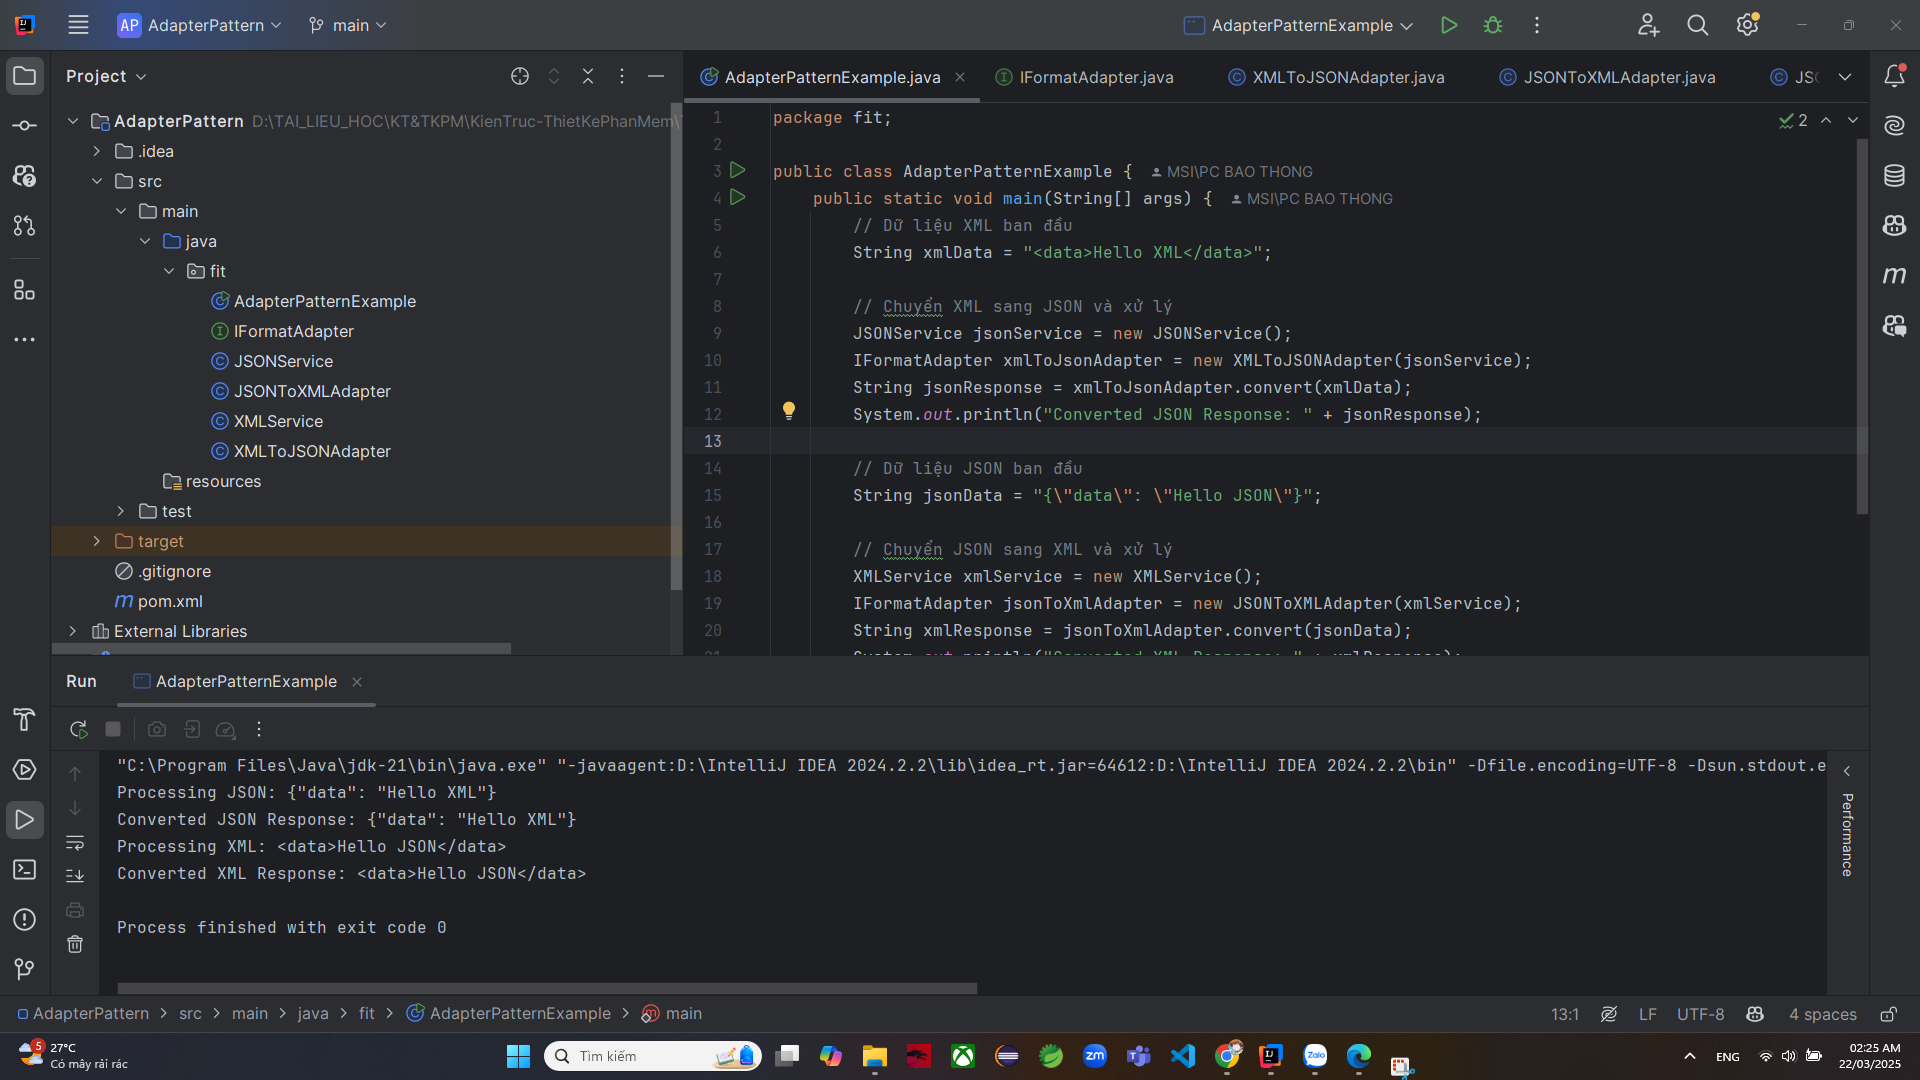 AP AdapterPattern main AdapterPatternExample
Project
AdapterPattern D:\TAI_LIEU_HOC\KT&TKPM\KienTruc-ThietKePhanMem\
.idea
src
main
java
fit
AdapterPatternExample
IFormatAdapter
JSONService
JSONToXMLAdapter
XMLService
XMLToJSONAdapter
resources
test
target
.gitignore
pom.xml
External Libraries
AdapterPatternExample.java IFormatAdapter.java XMLToJSONAdapter.java JSONToXMLAdapter.java JS
2
1 package fit;
2
3 public class AdapterPatternExample { MSI\PC BAO THONG
4 public static void main(String[] args) { MSI\PC BAO THONG
5 // Dữ liệu XML ban đầu
6 String xmlData = "<data>Hello XML</data>";
7
8 // Chuyển XML sang JSON và xử lý
9 JSONService jsonService = new JSONService();
10 IFormatAdapter xmlToJsonAdapter = new XMLToJSONAdapter(jsonService);
11 String jsonResponse = xmlToJsonAdapter.convert(xmlData);
12 System.out.println("Converted JSON Response: " + jsonResponse);
13
14 // Dữ liệu JSON ban đầu
15 String jsonData = "{\"data\": \"Hello JSON\"}";
16
17 // Chuyển JSON sang XML và xử lý
18 XMLService xmlService = new XMLService();
19 IFormatAdapter jsonToXmlAdapter = new JSONToXMLAdapter(xmlService);
20 String xmlResponse = jsonToXmlAdapter.convert(jsonData);
21 System.out.println("Converted XML Response: " + xmlResponse);
Run AdapterPatternExample
"C:\Program Files\Java\jdk-21\bin\java.exe" "-javaagent:D:\IntelliJ IDEA 2024.2.2\lib\idea_rt.jar=64612:D:\IntelliJ IDEA 2024.2.2\bin" -Dfile.encoding=UTF-8 -Dsun.stdout.e
Processing JSON: {"data": "Hello XML"}
Converted JSON Response: {"data": "Hello XML"}
Processing XML: <data>Hello JSON</data>
Converted XML Response: <data>Hello JSON</data>
Process finished with exit code 0
Performance
AdapterPattern > src > main > java > fit > AdapterPatternExample > main
13:1 LF UTF-8 4 spaces
5
27°C
Có mây rải rác
Tìm kiếm
zm
Zalo
ENG
02:25 AM
22/03/2025